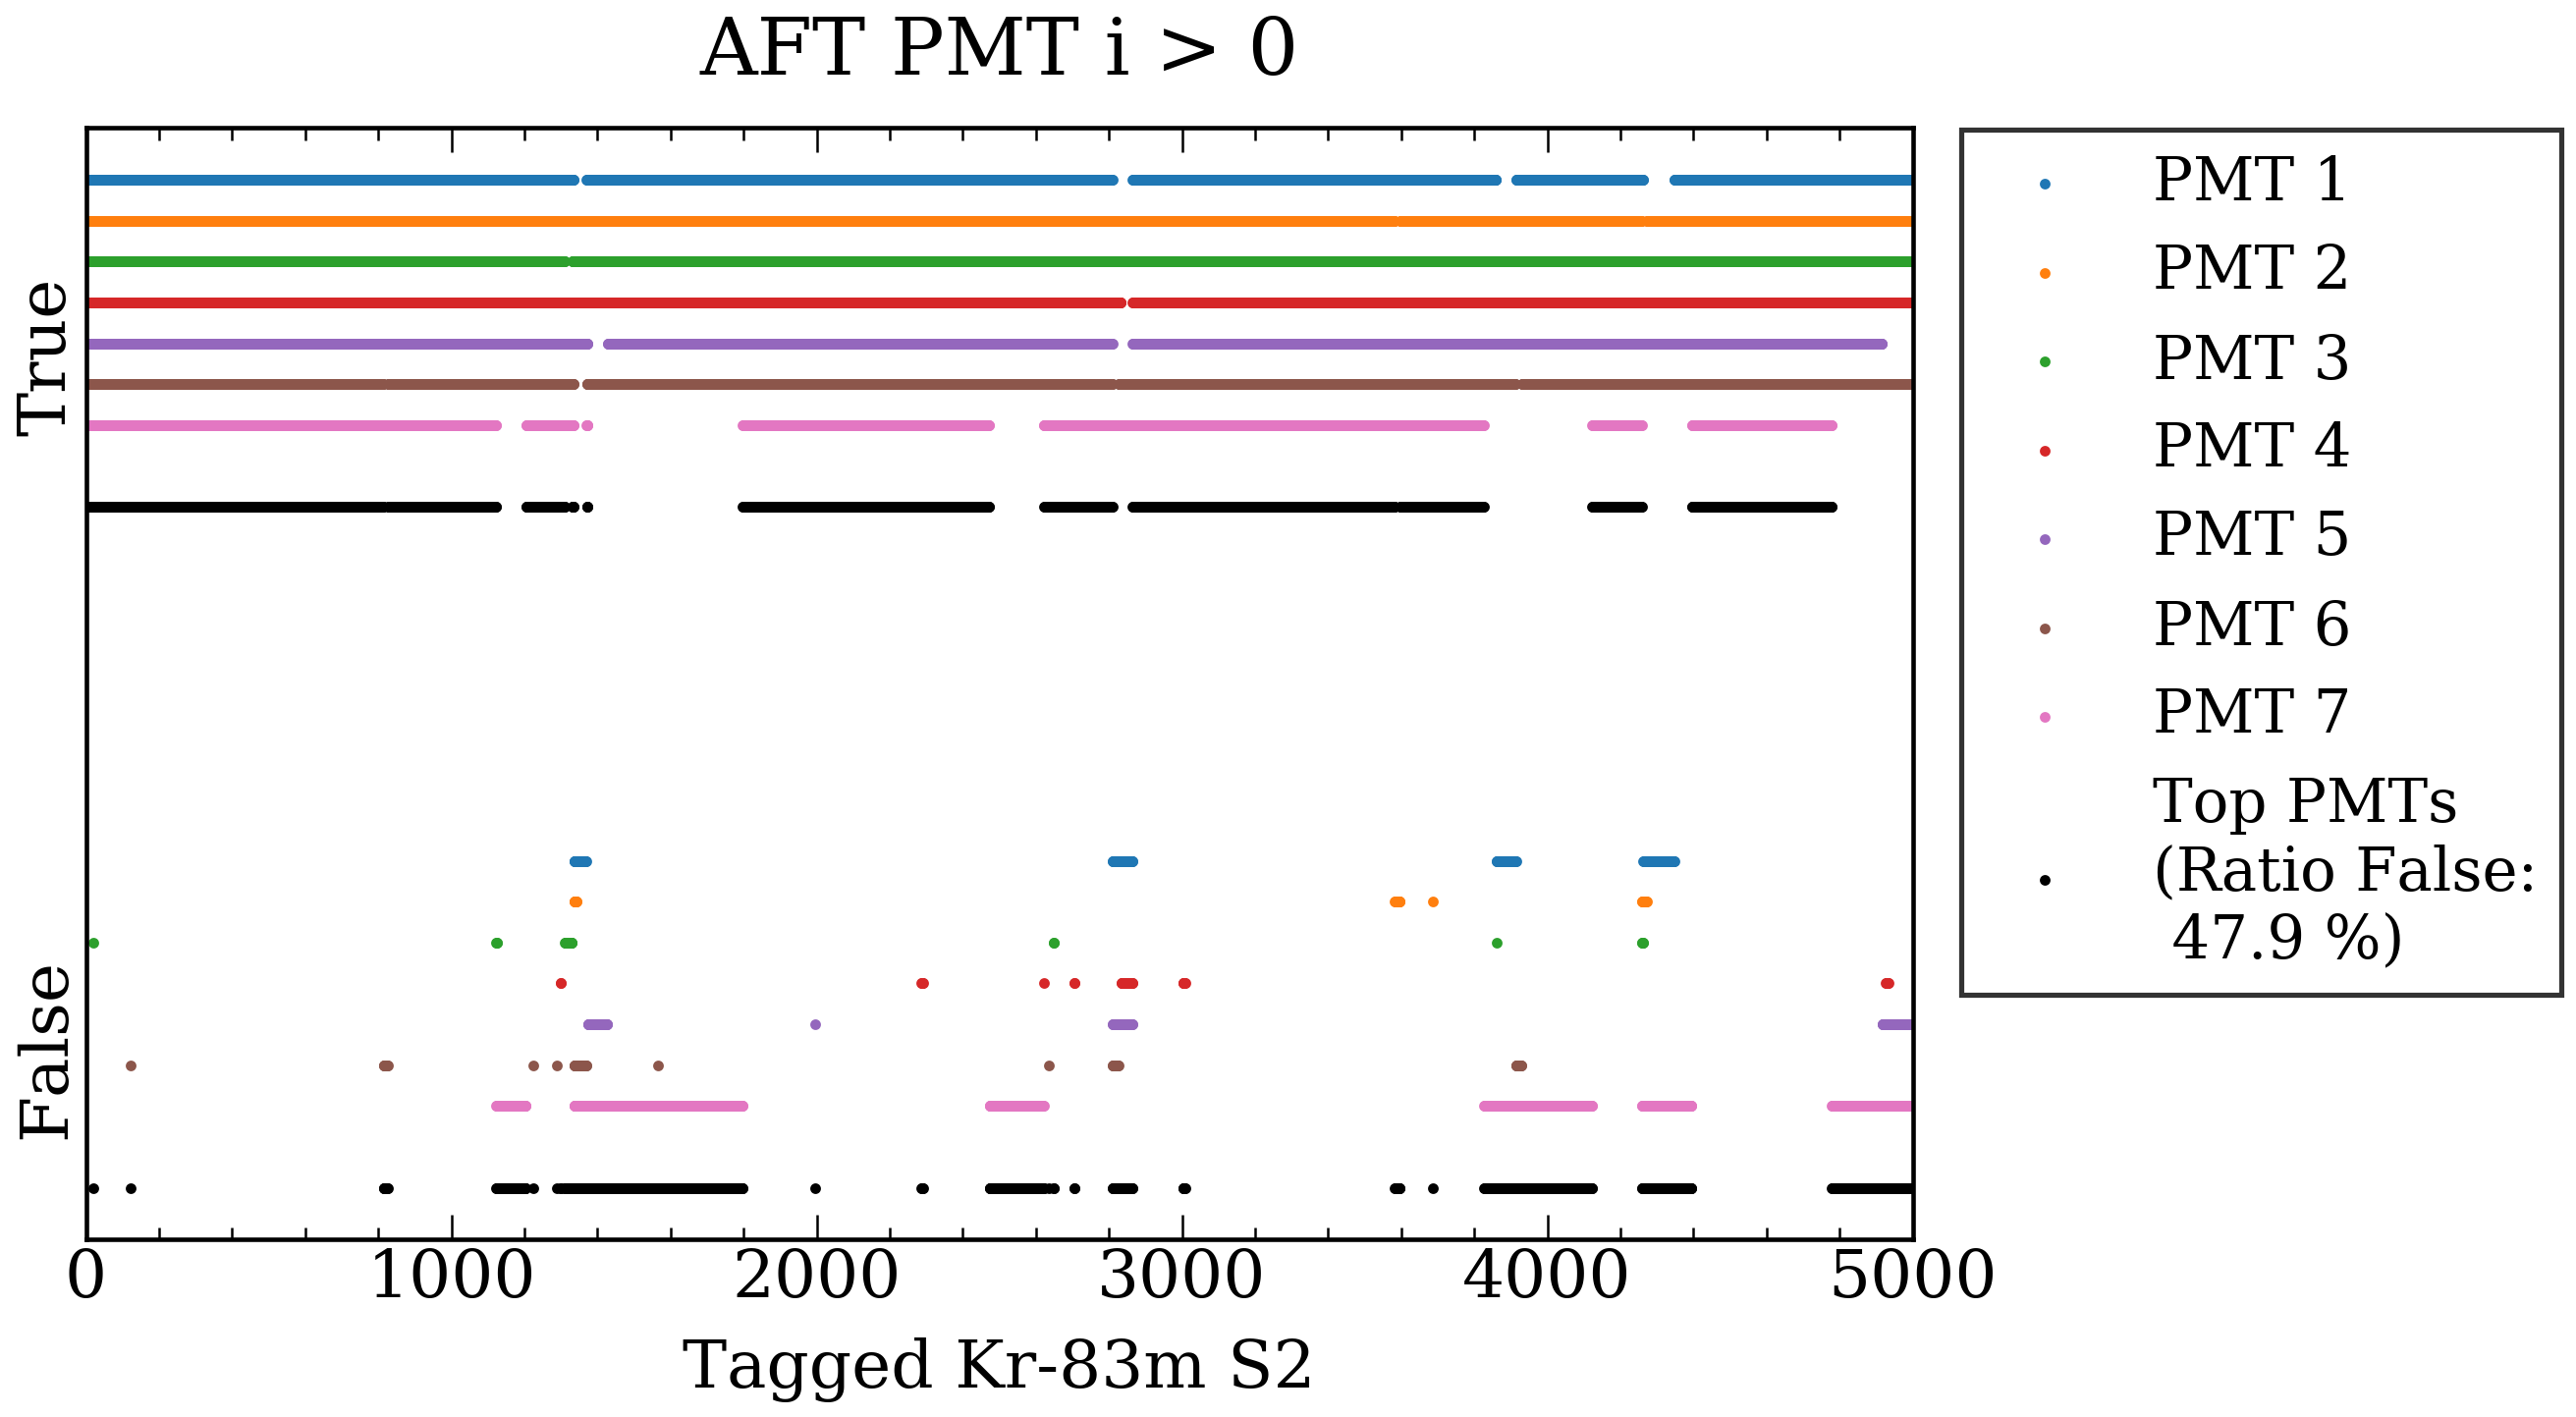 AFT PMT i > 0
True
False
0 1000 2000 3000 4000 5000
Tagged Kr-83m S2
PMT 1
PMT 2
PMT 3
PMT 4
PMT 5
PMT 6
PMT 7
Top PMTs
(Ratio False:
47.9 %)